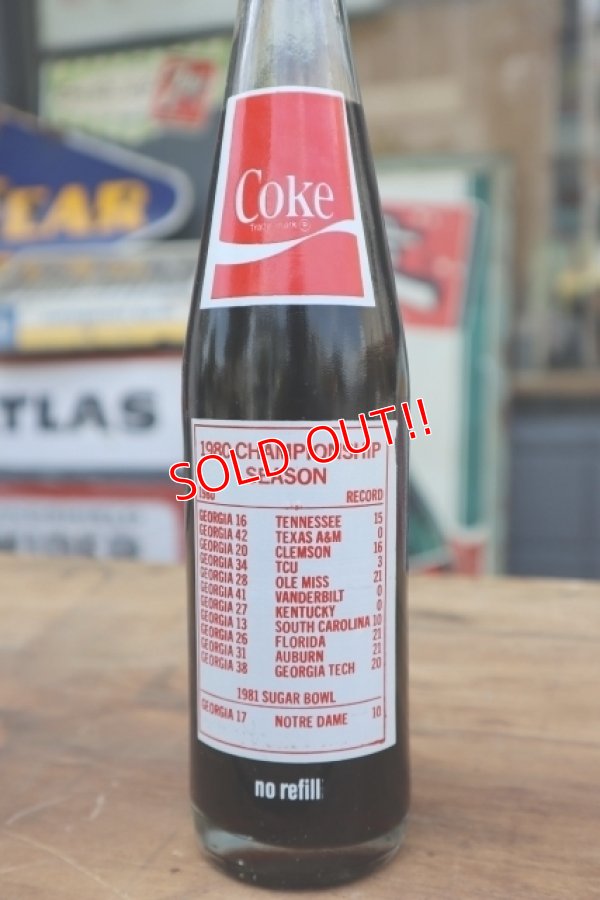 Coke
Trade-mark ®
1980 CHAMPIONSHIP
SEASON
SOLD OUT!!
1980 RECORD
GEORGIA 16 TENNESSEE 15
GEORGIA 42 TEXAS A&M 0
GEORGIA 20 CLEMSON 16
GEORGIA 34 TCU 3
GEORGIA 28 OLE MISS 21
GEORGIA 41 VANDERBILT 0
GEORGIA 27 KENTUCKY 0
GEORGIA 13 SOUTH CAROLINA 10
GEORGIA 26 FLORIDA 21
GEORGIA 31 AUBURN 21
GEORGIA 38 GEORGIA TECH 20
1981 SUGAR BOWL
GEORGIA 17 NOTRE DAME 10
no refill
EAR
TLAS